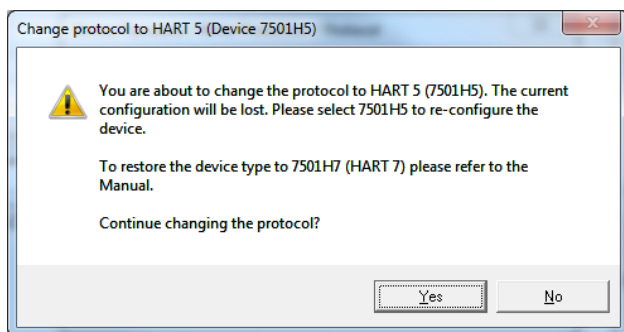 Change protocol to HART 5 (Device 7501H5)
You are about to change the protocol to HART 5 (7501H5). The current
configuration will be lost. Please select 7501H5 to re-configure the
device.
To restore the device type to 7501H7 (HART 7) please refer to the
Manual.
Continue changing the protocol?
Yes
No